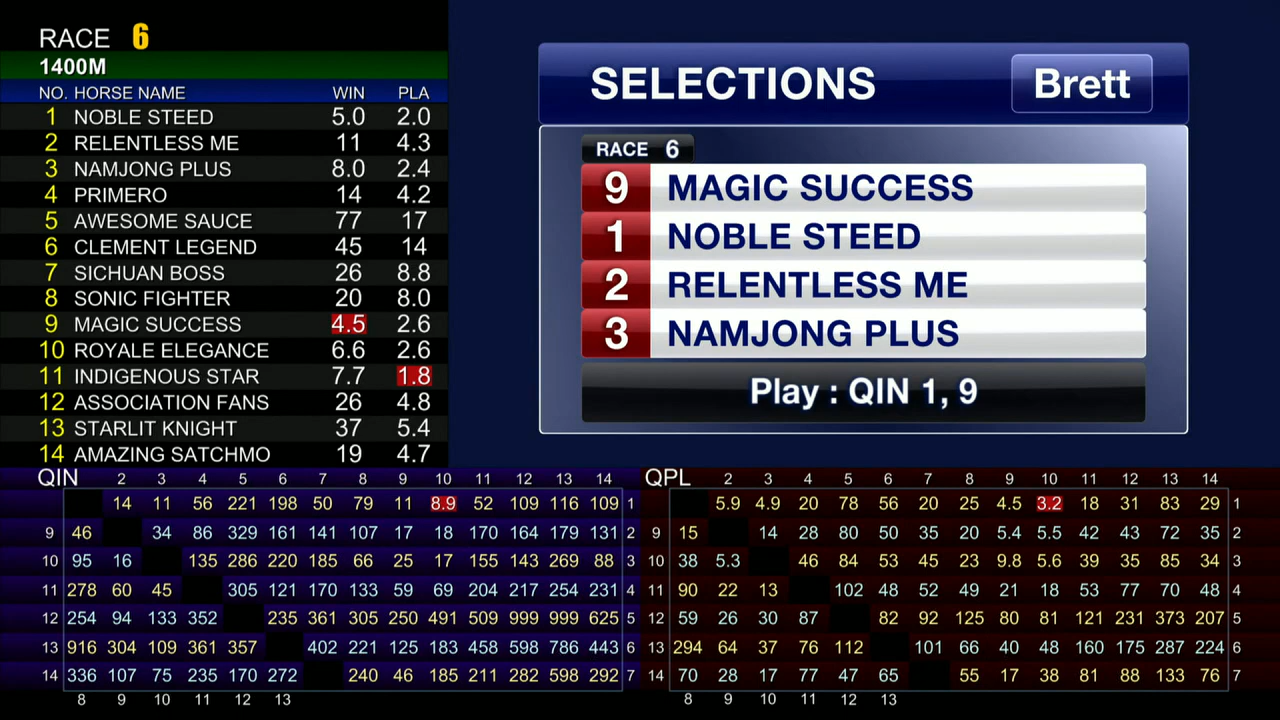 RACE 6
1400M
NO. HORSE NAME WIN PLA
1 NOBLE STEED 5.0 2.0
2 RELENTLESS ME 11 4.3
3 NAMJONG PLUS 8.0 2.4
4 PRIMERO 14 4.2
5 AWESOME SAUCE 77 17
6 CLEMENT LEGEND 45 14
7 SICHUAN BOSS 26 8.8
8 SONIC FIGHTER 20 8.0
9 MAGIC SUCCESS 4.5 2.6
10 ROYALE ELEGANCE 6.6 2.6
11 INDIGENOUS STAR 7.7 1.8
12 ASSOCIATION FANS 26 4.8
13 STARLIT KNIGHT 37 5.4
14 AMAZING SATCHMO 19 4.7
SELECTIONS Brett
RACE 6
9 MAGIC SUCCESS
1 NOBLE STEED
2 RELENTLESS ME
3 NAMJONG PLUS
Play : QIN 1, 9
QIN 2 3 4 5 6 7 8 9 10 11 12 13 14
14 11 56 221 198 50 79 11 8.9 52 109 116 109 1
9 46 34 86 329 161 141 107 17 18 170 164 179 131 2
10 95 16 135 286 220 185 66 25 17 155 143 269 88 3
11 278 60 45 305 121 170 133 59 69 204 217 254 231 4
12 254 94 133 352 235 361 305 250 491 509 999 999 625 5
13 916 304 109 361 357 402 221 125 183 458 598 786 443 6
14 336 107 75 235 170 272 240 46 185 211 282 598 292 7
8 9 10 11 12 13
QPL 2 3 4 5 6 7 8 9 10 11 12 13 14
5.9 4.9 20 78 56 20 25 4.5 3.2 18 31 83 29 1
9 15 14 28 80 50 35 20 5.4 5.5 42 43 72 35 2
10 38 5.3 46 84 53 45 23 9.8 5.6 39 35 85 34 3
11 90 22 13 102 48 52 49 21 18 53 77 70 48 4
12 59 26 30 87 82 92 125 80 81 121 231 373 207 5
13 294 64 37 76 112 101 66 40 48 160 175 287 224 6
14 70 28 17 77 47 65 55 17 38 81 88 133 76 7
8 9 10 11 12 13